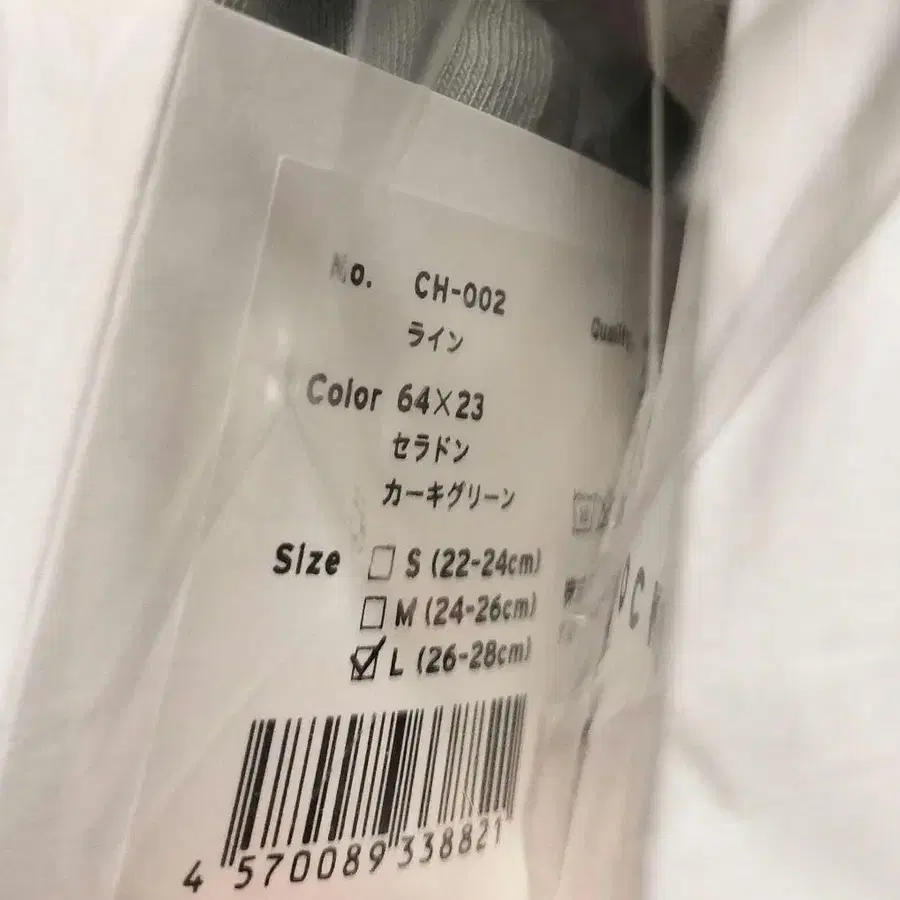 No. CH-002
ライン
Color 64×23
セラドン
カーキグリーン
Size S (22-24cm)
M (24-26cm)
L (26-28cm)
4 570089 338821
Quality